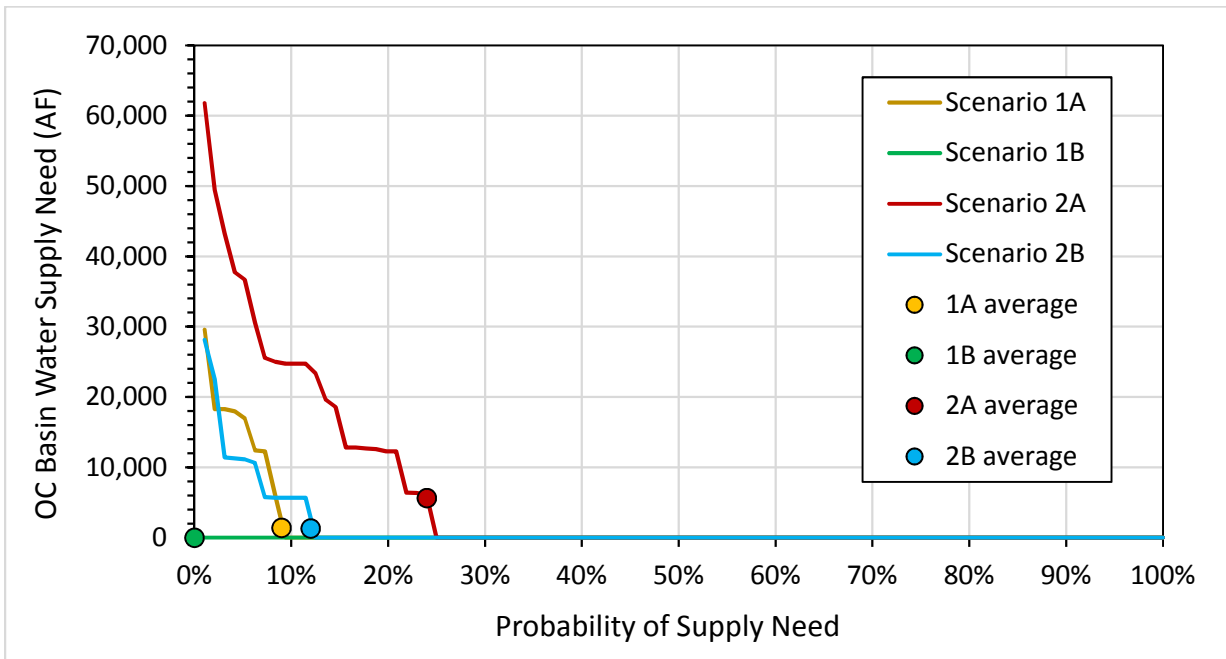 70,000
60,000
50,000
40,000
30,000
20,000
10,000
0
OC Basin Water Supply Need (AF)
0% 10% 20% 30% 40% 50% 60% 70% 80% 90% 100%
Probability of Supply Need
Scenario 1A
Scenario 1B
Scenario 2A
Scenario 2B
1A average
1B average
2A average
2B average